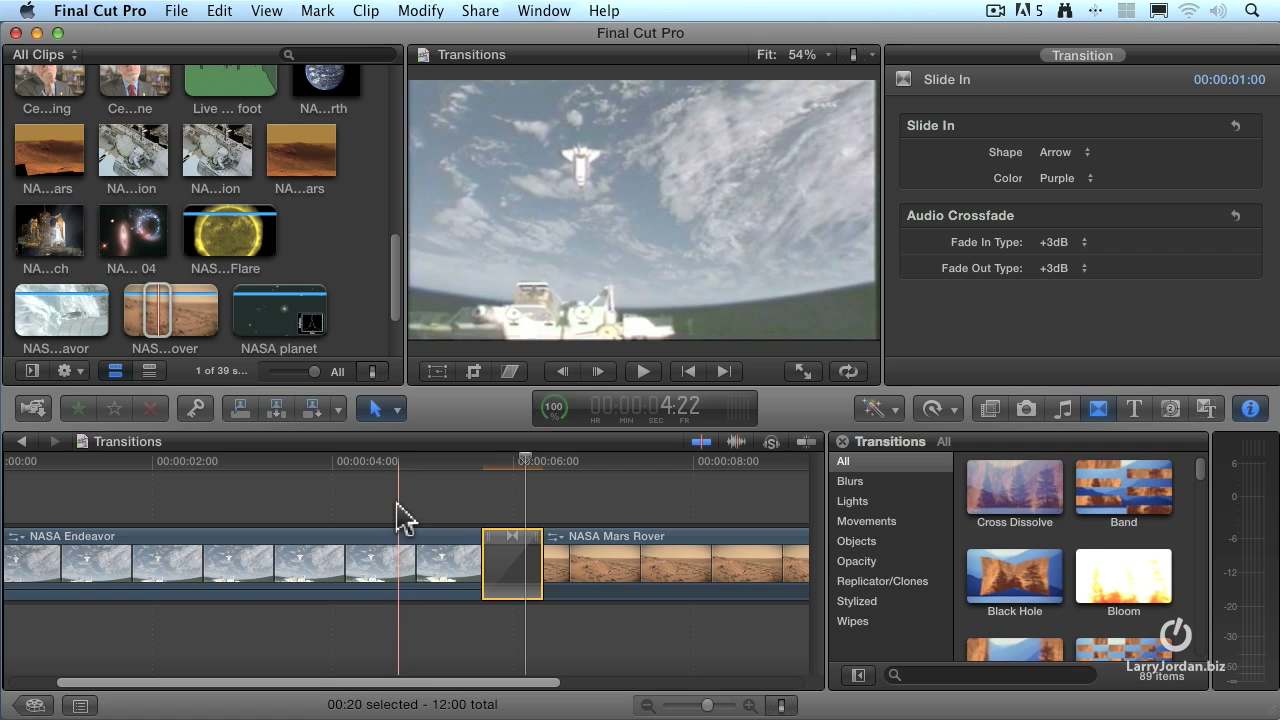 Final Cut Pro File Edit View Mark Clip Modify Share Window Help 5
Final Cut Pro
All Clips
Ce...ing Ce...ne Live ... foot NA...rth
NA...ars NA...ion NA...ion NA...ars
NA...ch NA... 04 NAS...Flare
NAS...avor NAS...over NASA planet
1 of 39 s... All
Transitions Fit: 54%
Transition
Slide In 00:00:01:00
Slide In
Shape Arrow
Color Purple
Audio Crossfade
Fade In Type: +3dB
Fade Out Type: +3dB
100 % 00:00:04:22
HR MIN SEC FR
Transitions
:00:00 00:00:02:00 00:00:04:00 00:00:06:00 00:00:08:00
NASA Endeavor NASA Mars Rover
00:20 selected - 12:00 total
Transitions All
All
Blurs
Lights
Movements
Objects
Opacity
Replicator/Clones
Stylized
Wipes
Cross Dissolve Band
Black Hole Bloom
LarryJordan.biz
89 items
6
0
-6
-12
-20
-30
-50
-∞